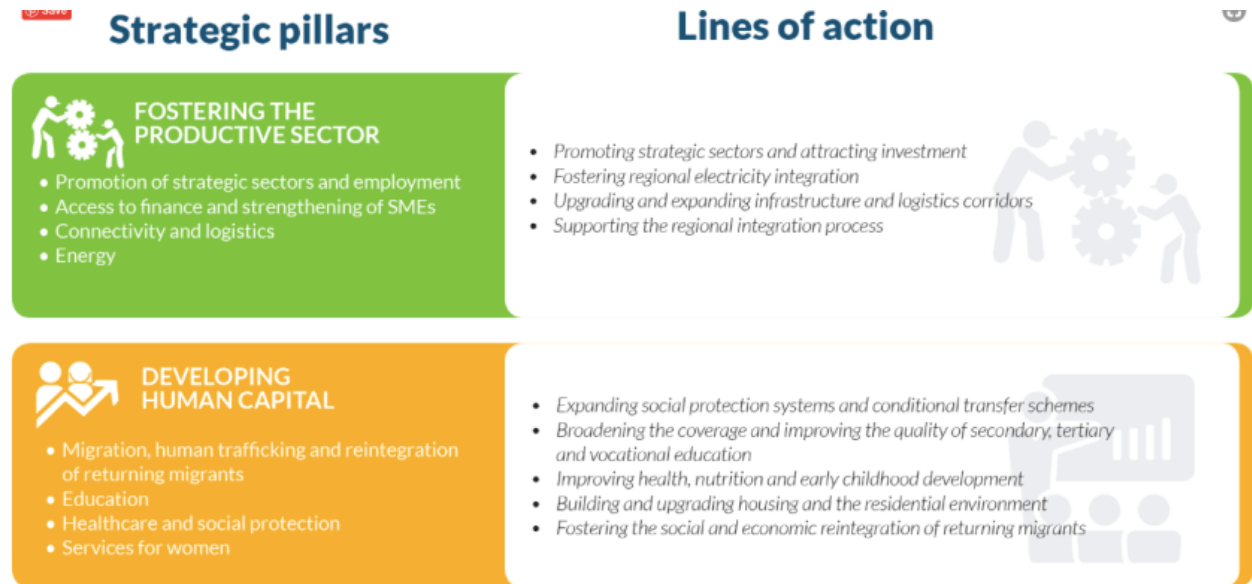 Save
Strategic pillars
Lines of action
FOSTERING THE
PRODUCTIVE SECTOR
• Promotion of strategic sectors and employment
• Access to finance and strengthening of SMEs
• Connectivity and logistics
• Energy
• Promoting strategic sectors and attracting investment
• Fostering regional electricity integration
• Upgrading and expanding infrastructure and logistics corridors
• Supporting the regional integration process
DEVELOPING
HUMAN CAPITAL
• Migration, human trafficking and reintegration
of returning migrants
• Education
• Healthcare and social protection
• Services for women
• Expanding social protection systems and conditional transfer schemes
• Broadening the coverage and improving the quality of secondary, tertiary
and vocational education
• Improving health, nutrition and early childhood development
• Building and upgrading housing and the residential environment
• Fostering the social and economic reintegration of returning migrants